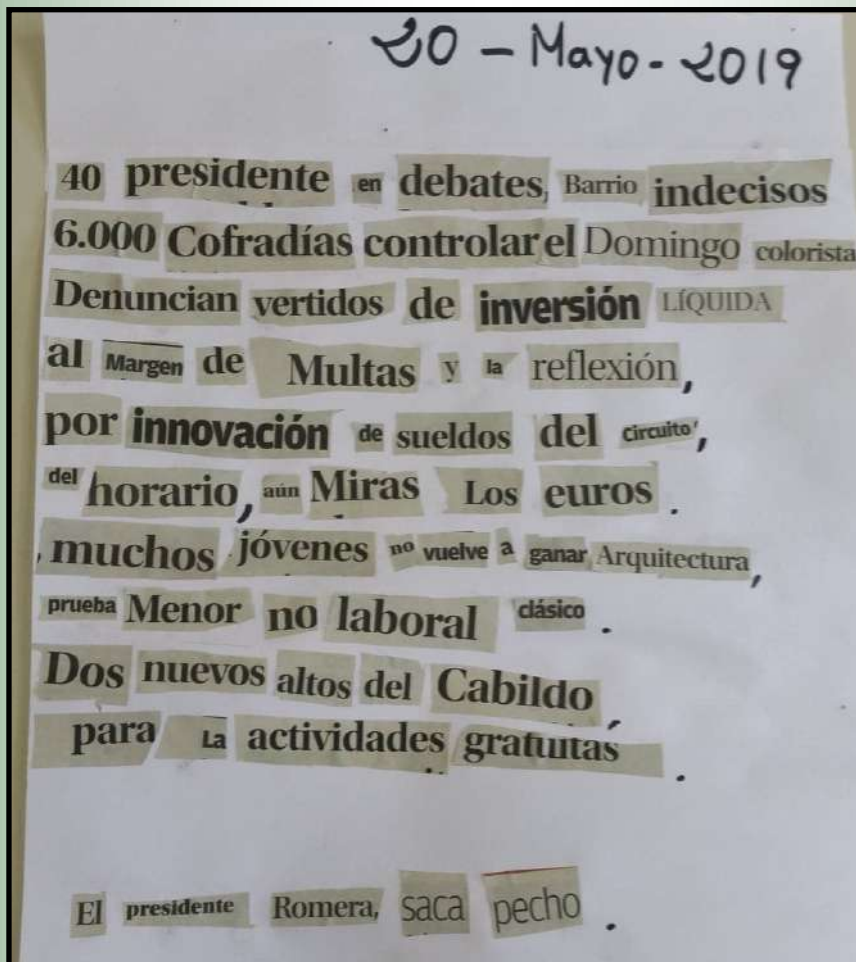 20 - Mayo - 2019
40 presidente en debates, Barrio indecisos
6.000 Cofradías controlar el Domingo colorista
Denuncian vertidos de inversión LÍQUIDA
al Margen de Multas y la reflexión,
por innovación de sueldos del circuito',
del horario, aún Miras Los euros.
, muchos jóvenes no vuelve a ganar Arquitectura,
prueba Menor no laboral clásico.
Dos nuevos altos del Cabildo,
para La actividades gratuitas.
El presidente Romera, saca pecho.